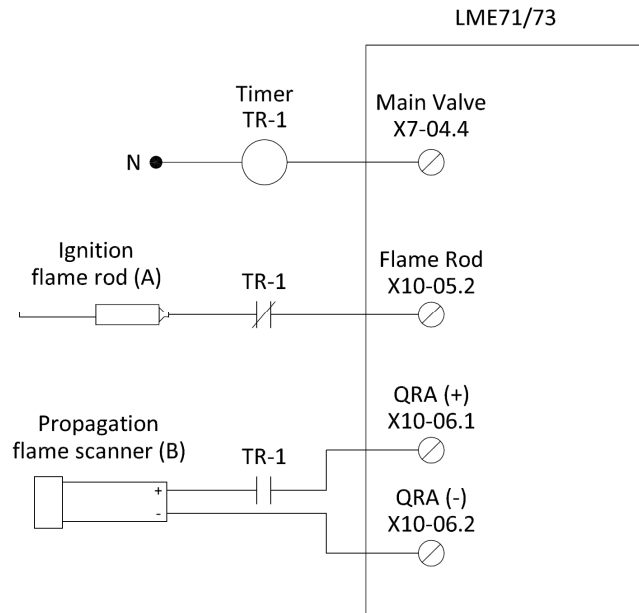 LME71/73
Timer
TR-1
Main Valve
X7-04.4
N
Ignition
flame rod (A)
TR-1
Flame Rod
X10-05.2
Propagation
flame scanner (B)
TR-1
QRA (+)
X10-06.1
+
-
QRA (-)
X10-06.2